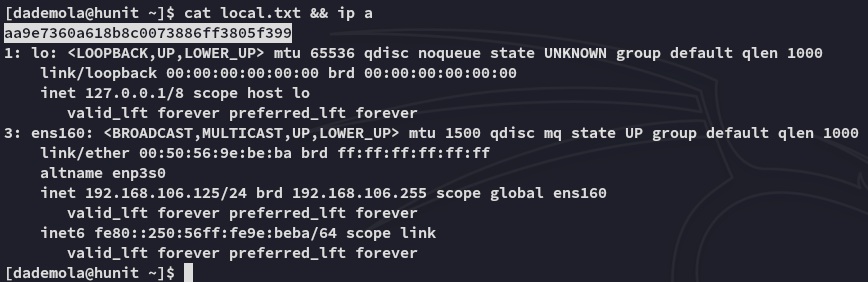 [dademola@hunit ~]$ cat local.txt && ip a
aa9e7360a618b8c0073886ff3805f399
1: lo: <LOOPBACK,UP,LOWER_UP> mtu 65536 qdisc noqueue state UNKNOWN group default qlen 1000
    link/loopback 00:00:00:00:00:00 brd 00:00:00:00:00:00
    inet 127.0.0.1/8 scope host lo
       valid_lft forever preferred_lft forever
3: ens160: <BROADCAST,MULTICAST,UP,LOWER_UP> mtu 1500 qdisc mq state UP group default qlen 1000
    link/ether 00:50:56:9e:be:ba brd ff:ff:ff:ff:ff:ff
    altname enp3s0
    inet 192.168.106.125/24 brd 192.168.106.255 scope global ens160
       valid_lft forever preferred_lft forever
    inet6 fe80::250:56ff:fe9e:beba/64 scope link
       valid_lft forever preferred_lft forever
[dademola@hunit ~]$